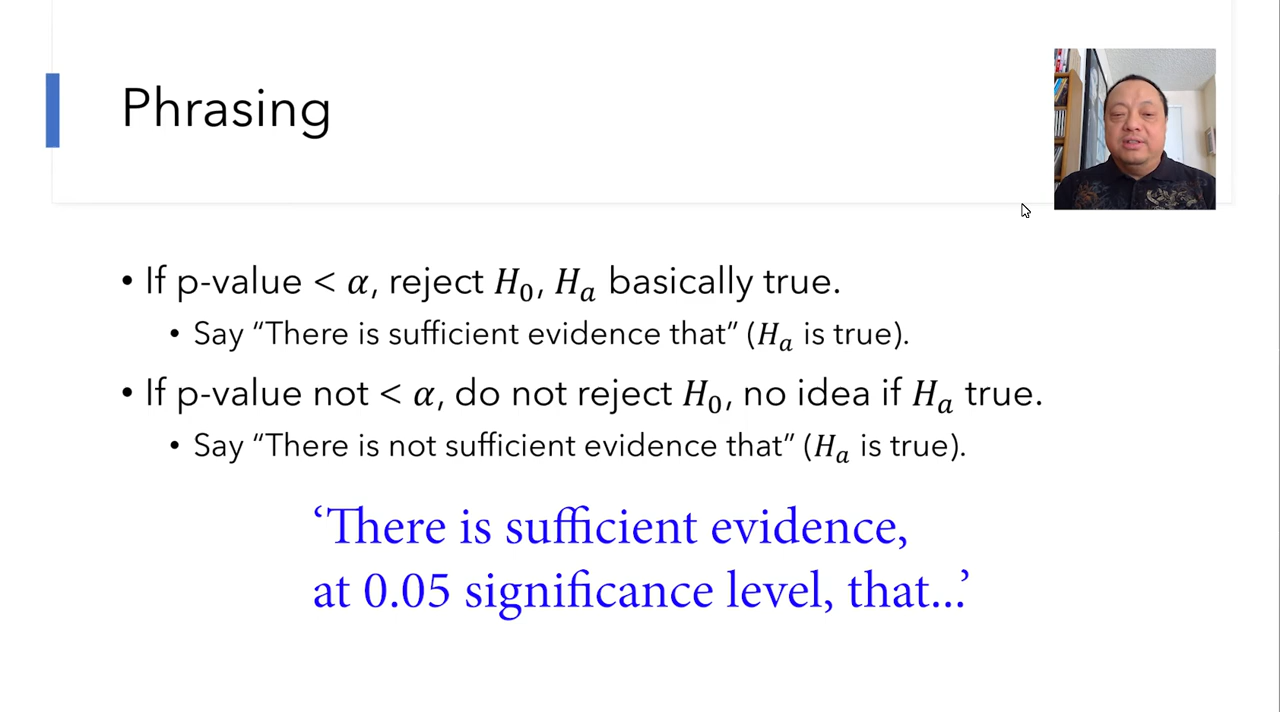 Phrasing
• If p-value < α, reject H₀, Hₐ basically true.
• Say “There is sufficient evidence that” (Hₐ is true).
• If p-value not < α, do not reject H₀, no idea if Hₐ true.
• Say “There is not sufficient evidence that” (Hₐ is true).
‘There is sufficient evidence,
at 0.05 significance level, that...’